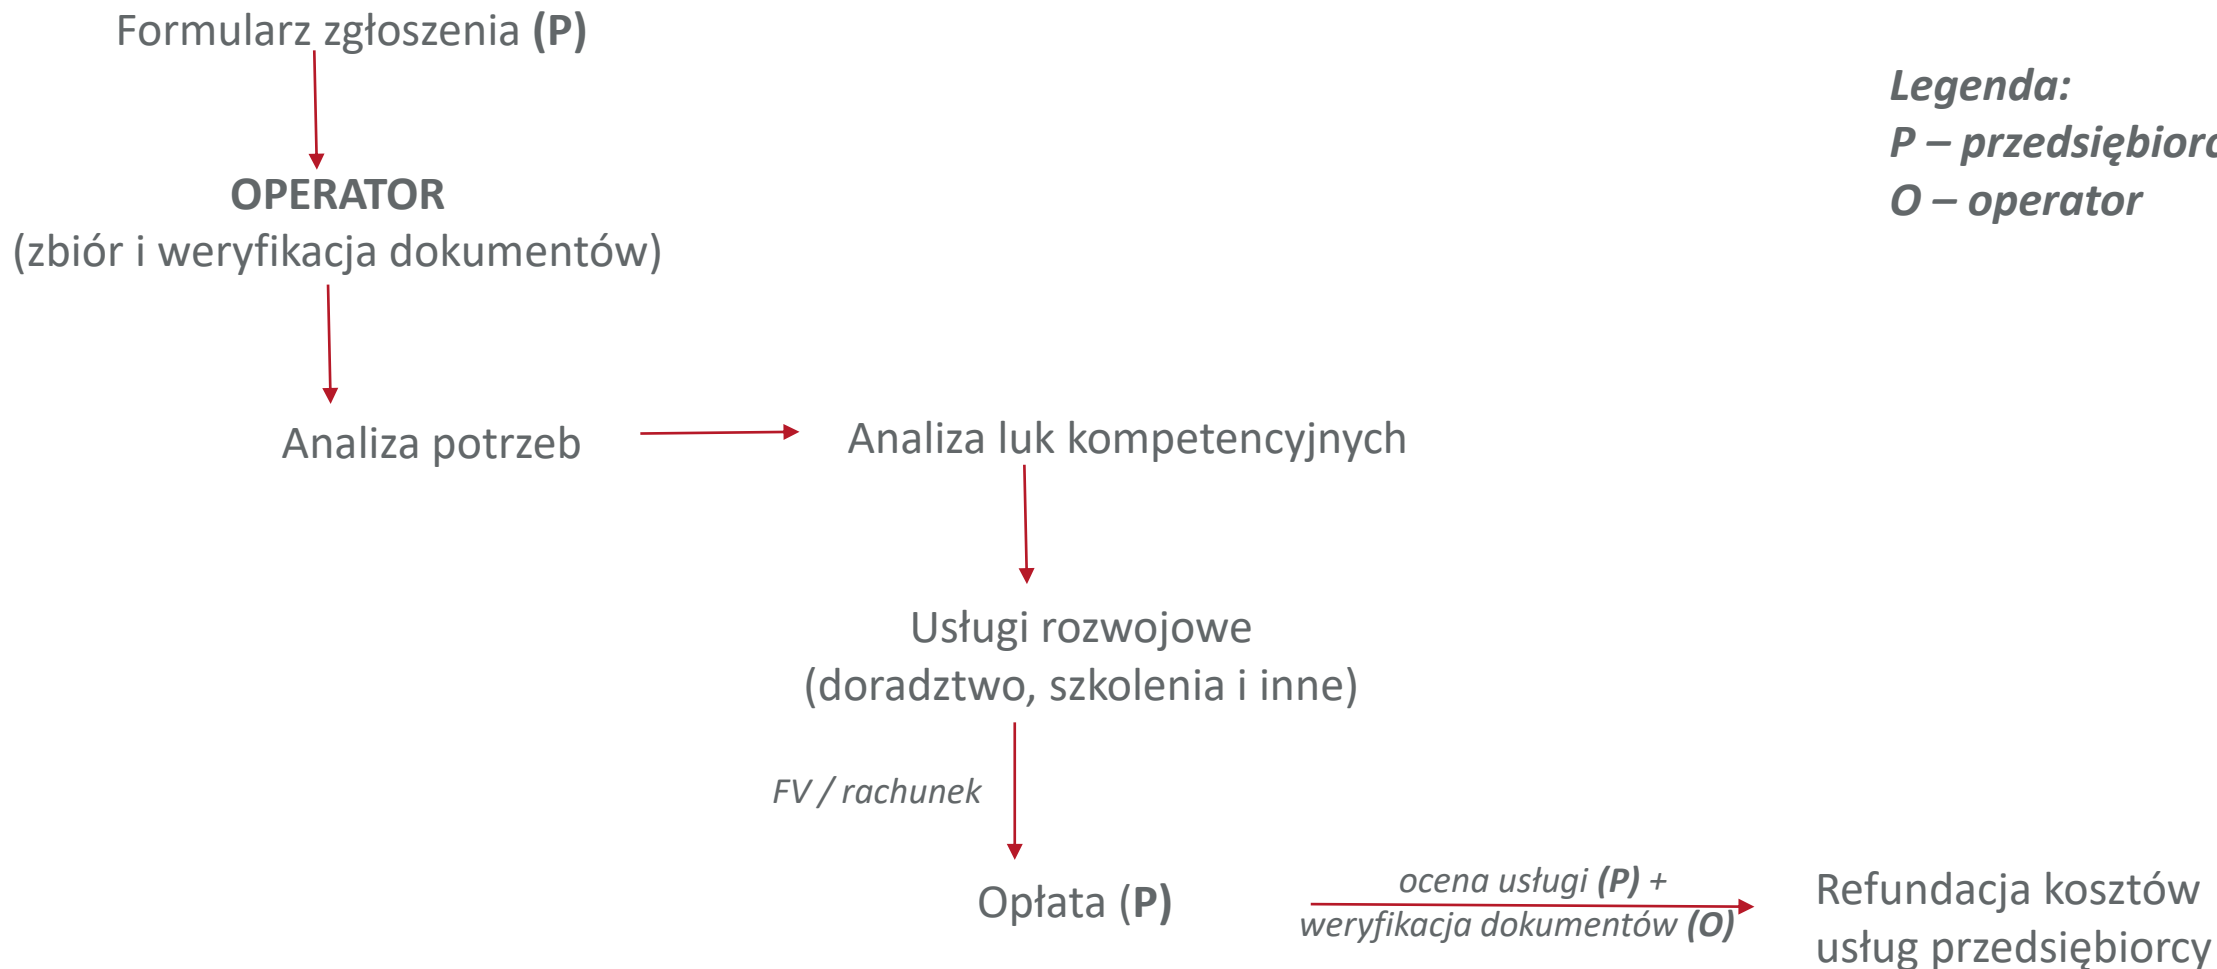 Formularz zgłoszenia (P)
Legenda:
P – przedsiębiorc
O – operator
OPERATOR
(zbiór i weryfikacja dokumentów)
Analiza potrzeb
Analiza luk kompetencyjnych
Usługi rozwojowe
(doradztwo, szkolenia i inne)
FV / rachunek
Opłata (P)
ocena usługi (P) +
weryfikacja dokumentów (O)
Refundacja kosztów
usług przedsiębiorcy